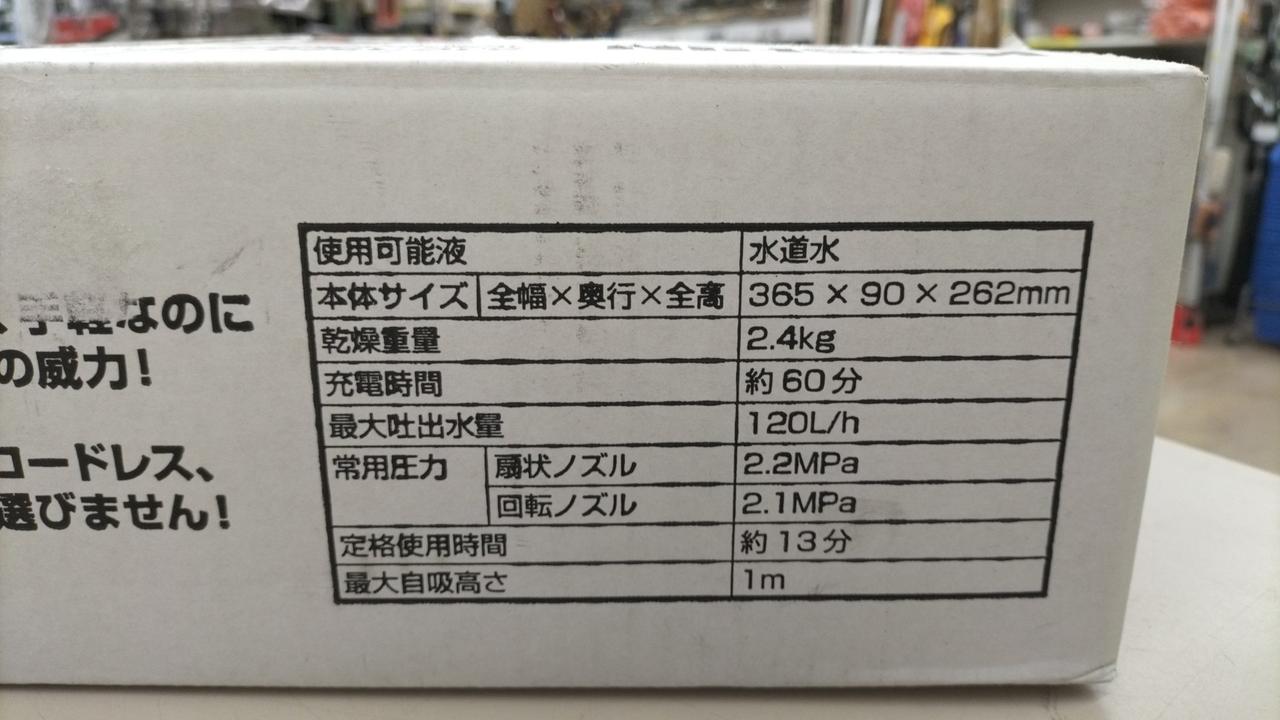 、手軽なのに
の威力！
コードレス、
選びません！
使用可能液 水道水
本体サイズ 全幅×奥行×全高 365 × 90 × 262mm
乾燥重量 2.4kg
充電時間 約60分
最大吐出水量 120L/h
常用圧力 扇状ノズル 2.2MPa
回転ノズル 2.1MPa
定格使用時間 約13分
最大自吸高さ 1m